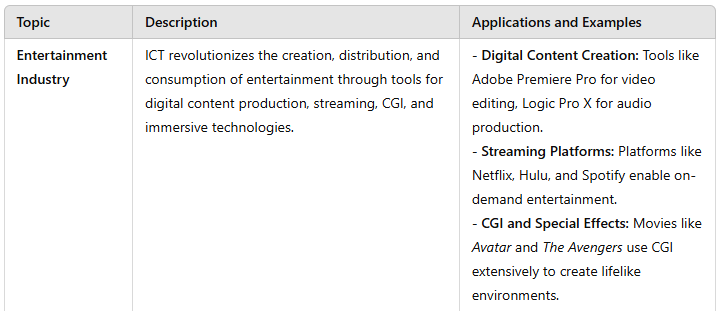 Topic Description Applications and Examples
Entertainment
Industry
ICT revolutionizes the creation, distribution, and
consumption of entertainment through tools for
digital content production, streaming, CGI, and
immersive technologies.
- Digital Content Creation: Tools like
Adobe Premiere Pro for video
editing, Logic Pro X for audio
production.
- Streaming Platforms: Platforms like
Netflix, Hulu, and Spotify enable on-
demand entertainment.
- CGI and Special Effects: Movies like
Avatar and The Avengers use CGI
extensively to create lifelike
environments.